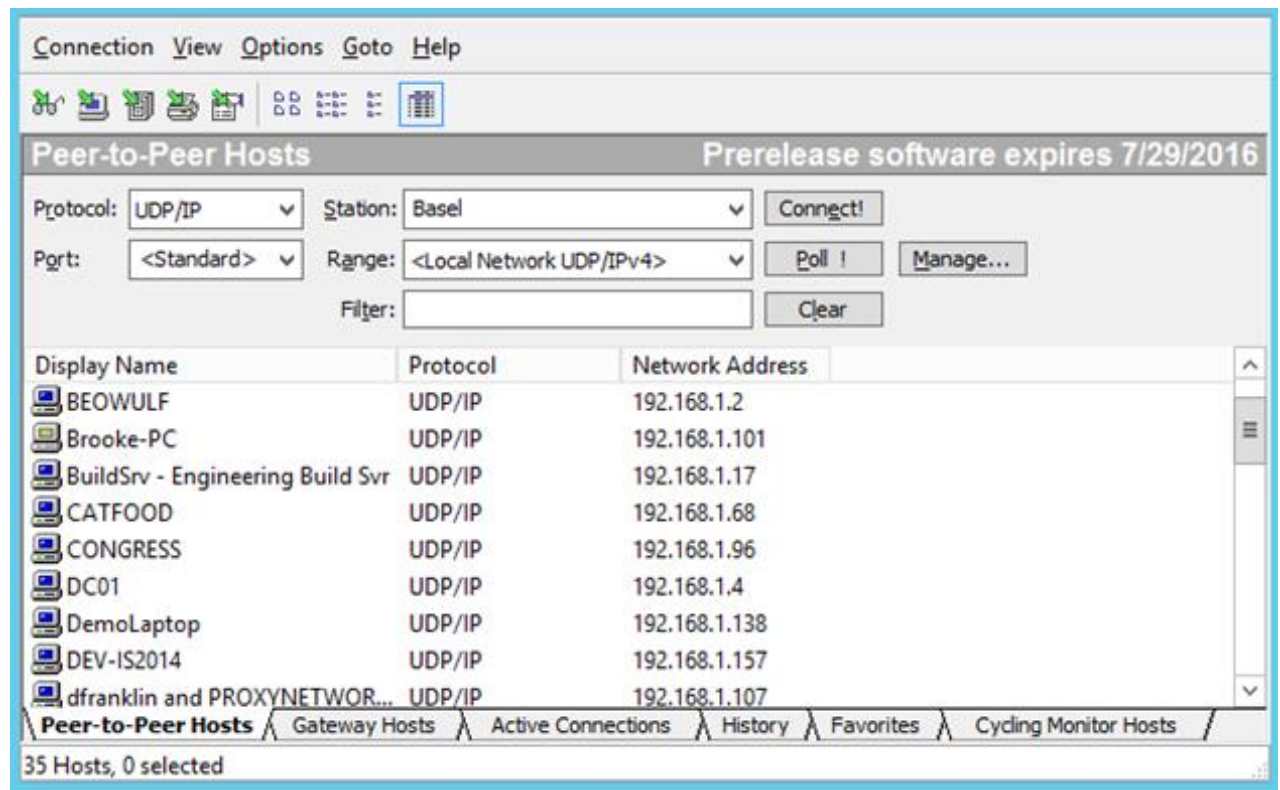 Connection View Options Goto Help
Peer-to-Peer Hosts Prerelease software expires 7/29/2016
Protocol: UDP/IP Station: Basel Connect!
Port: <Standard> Range: <Local Network UDP/IPv4> Poll ! Manage...
Filter: Clear
Display Name Protocol Network Address
BEOWULF UDP/IP 192.168.1.2
Brooke-PC UDP/IP 192.168.1.101
BuildSrv - Engineering Build Svr UDP/IP 192.168.1.17
CATFOOD UDP/IP 192.168.1.68
CONGRESS UDP/IP 192.168.1.96
DC01 UDP/IP 192.168.1.4
DemoLaptop UDP/IP 192.168.1.138
DEV-IS2014 UDP/IP 192.168.1.157
dfranklin and PROXYNETWOR... UDP/IP 192.168.1.107
Peer-to-Peer Hosts Gateway Hosts Active Connections History Favorites Cycling Monitor Hosts
35 Hosts, 0 selected